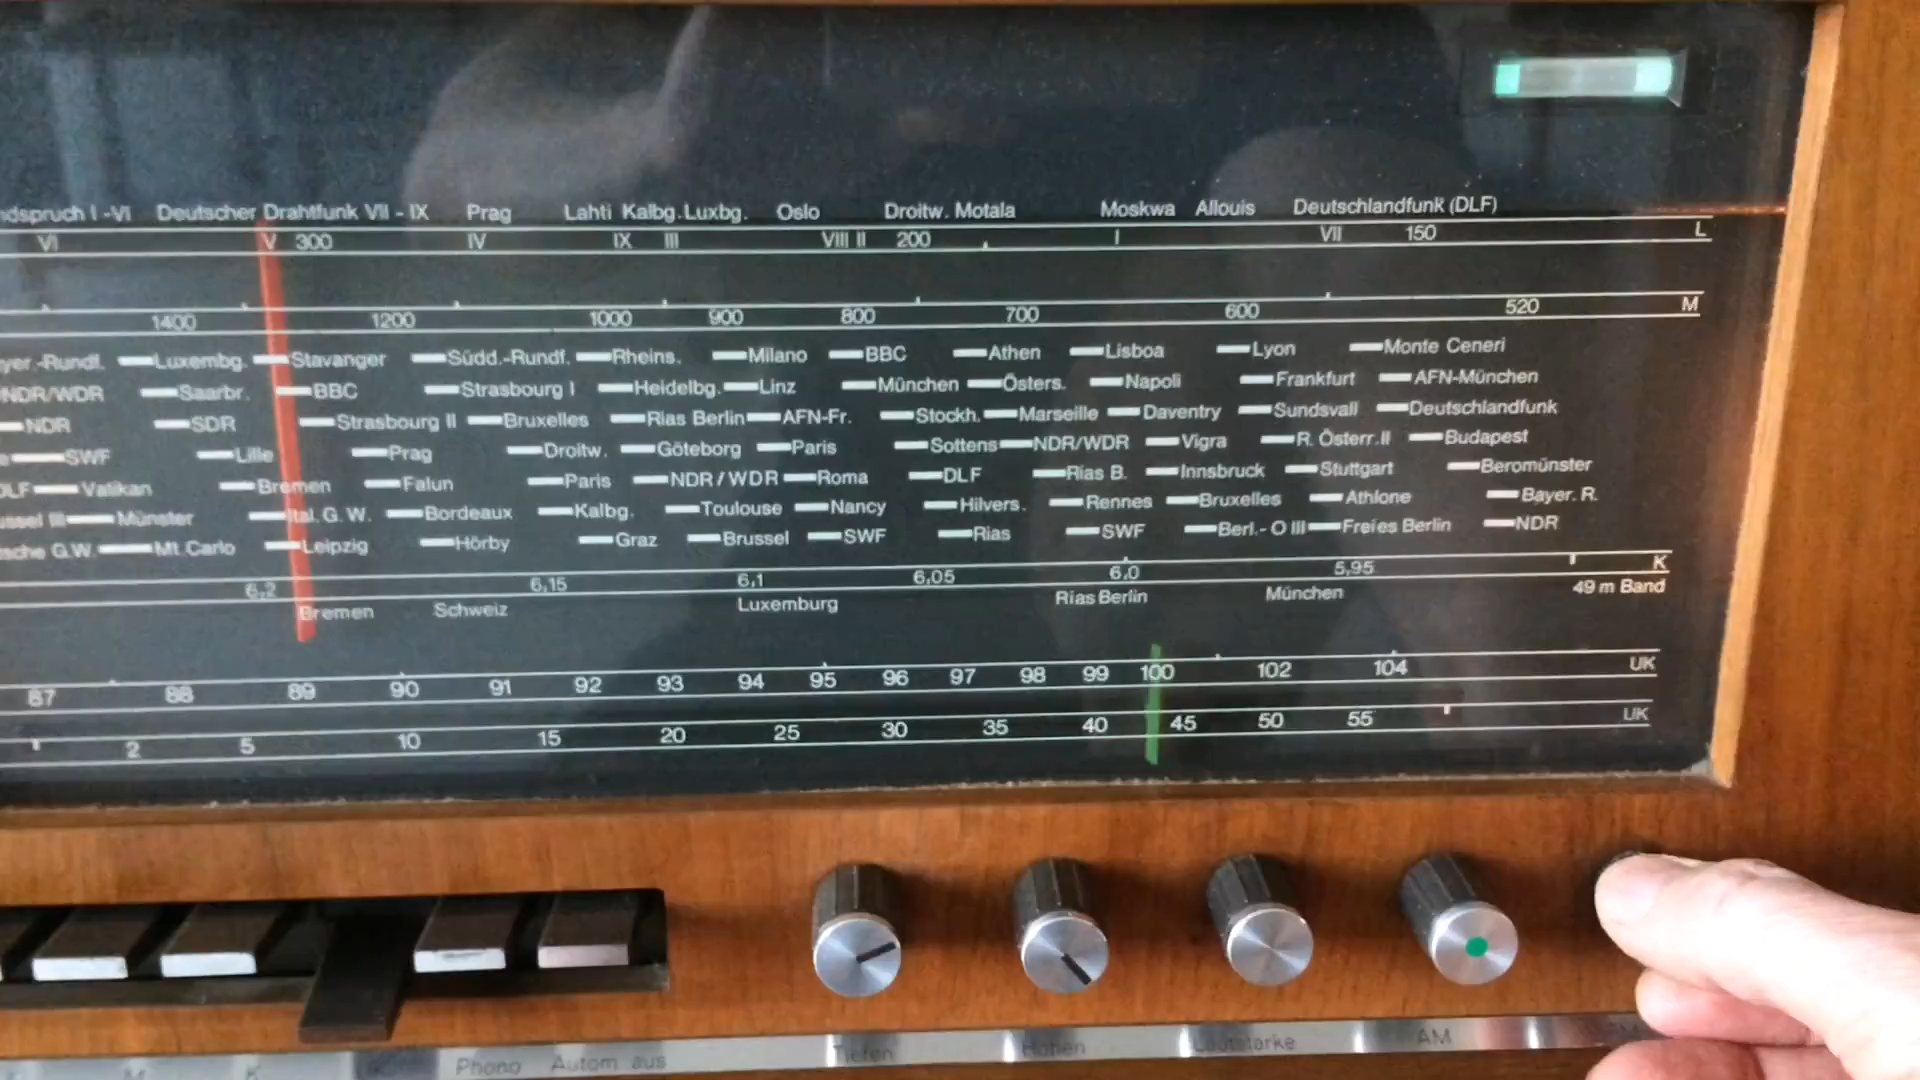 ndspruch I -VI Deutscher Drahtfunk VII - IX Prag Lahti Kalbg. Luxbg. Oslo Droitw. Motala Moskwa Allouis Deutschlandfunk (DLF)
VI V 300 IV IX III VIII II 200 I VII 150 L
1400 1200 1000 900 800 700 600 520 M
yer.-Rundf. Luxembg. Stavanger Südd.-Rundf. Rheins. Milano BBC Athen Lisboa Lyon Monte Ceneri
NDR/WDR Saarbr. BBC Strasbourg I Heidelbg. Linz München Österr. Napoli Frankfurt AFN-München
NDR SDR Strasbourg II Bruxelles Rias Berlin AFN-Fr. Stockh. Marseille Daventry Sundsvall Deutschlandfunk
SWF Lille Prag Droitw. Göteborg Paris Sottens NDR/WDR Vigra R. Österr. II Budapest
DLF Vatikan Bremen Falun Paris NDR / WDR Roma DLF Rias B. Innsbruck Stuttgart Beromünster
ussel III Münster Ital. G. W. Bordeaux Kalbg. Toulouse Nancy Hilvers. Rennes Bruxelles Athlone Bayer. R.
sche G.W. Mt. Carlo Leipzig Hörby Graz Brussel SWF Rias SWF Berl. - O III Freies Berlin NDR
6,2 6,15 6,1 6,05 6,0 5,95 K
Bremen Schweiz Luxemburg Rias Berlin München 49 m Band
87 88 89 90 91 92 93 94 95 96 97 98 99 100 102 104 UK
2 5 10 15 20 25 30 35 40 45 50 55 UK
M K Phono Autom. aus Tiefen Höhen Lautstärke AM